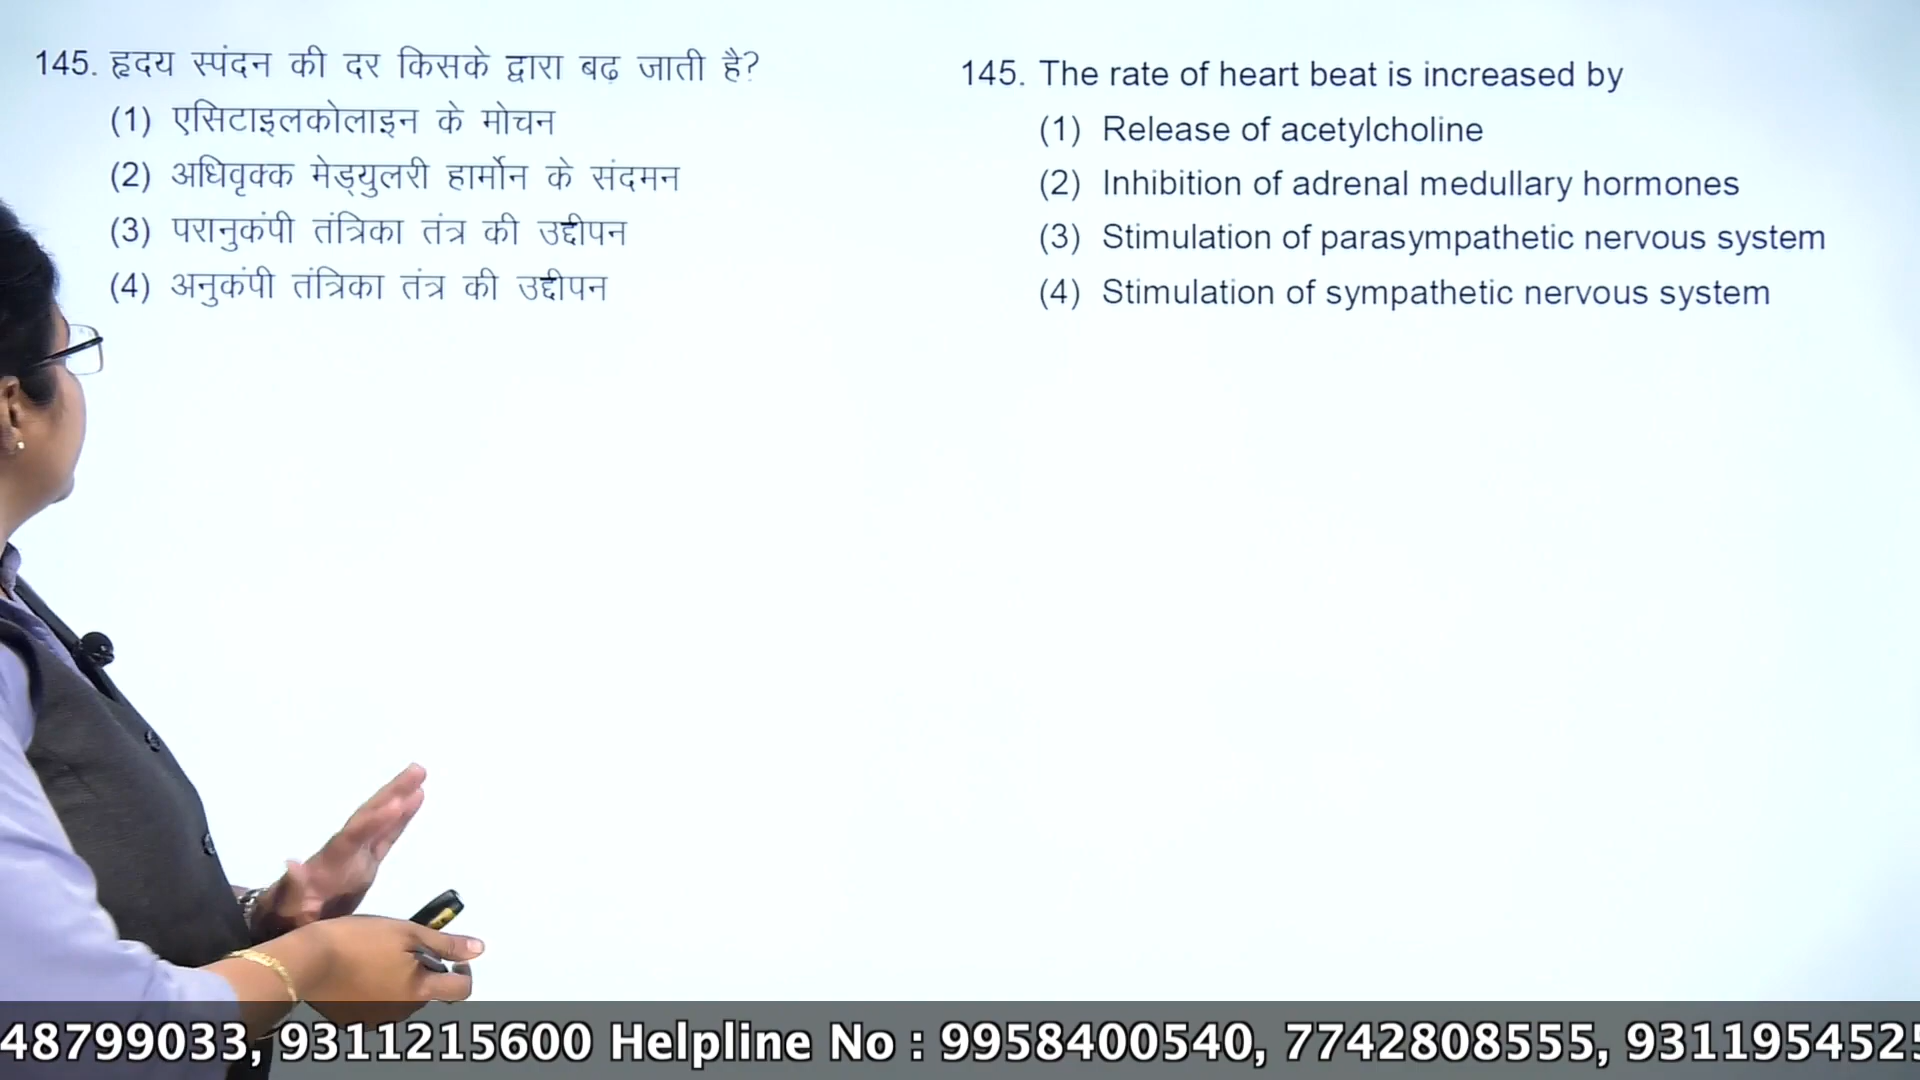 145. हृदय स्पंदन की दर किसके द्वारा बढ़ जाती है?
(1) एसिटाइलकोलाइन के मोचन
(2) अधिवृक्क मेड्युलरी हार्मोन के संदमन
(3) परानुकंपी तंत्रिका तंत्र की उद्दीपन
(4) अनुकंपी तंत्रिका तंत्र की उद्दीपन
145. The rate of heart beat is increased by
(1) Release of acetylcholine
(2) Inhibition of adrenal medullary hormones
(3) Stimulation of parasympathetic nervous system
(4) Stimulation of sympathetic nervous system
48799033, 9311215600 Helpline No : 9958400540, 7742808555, 931195452